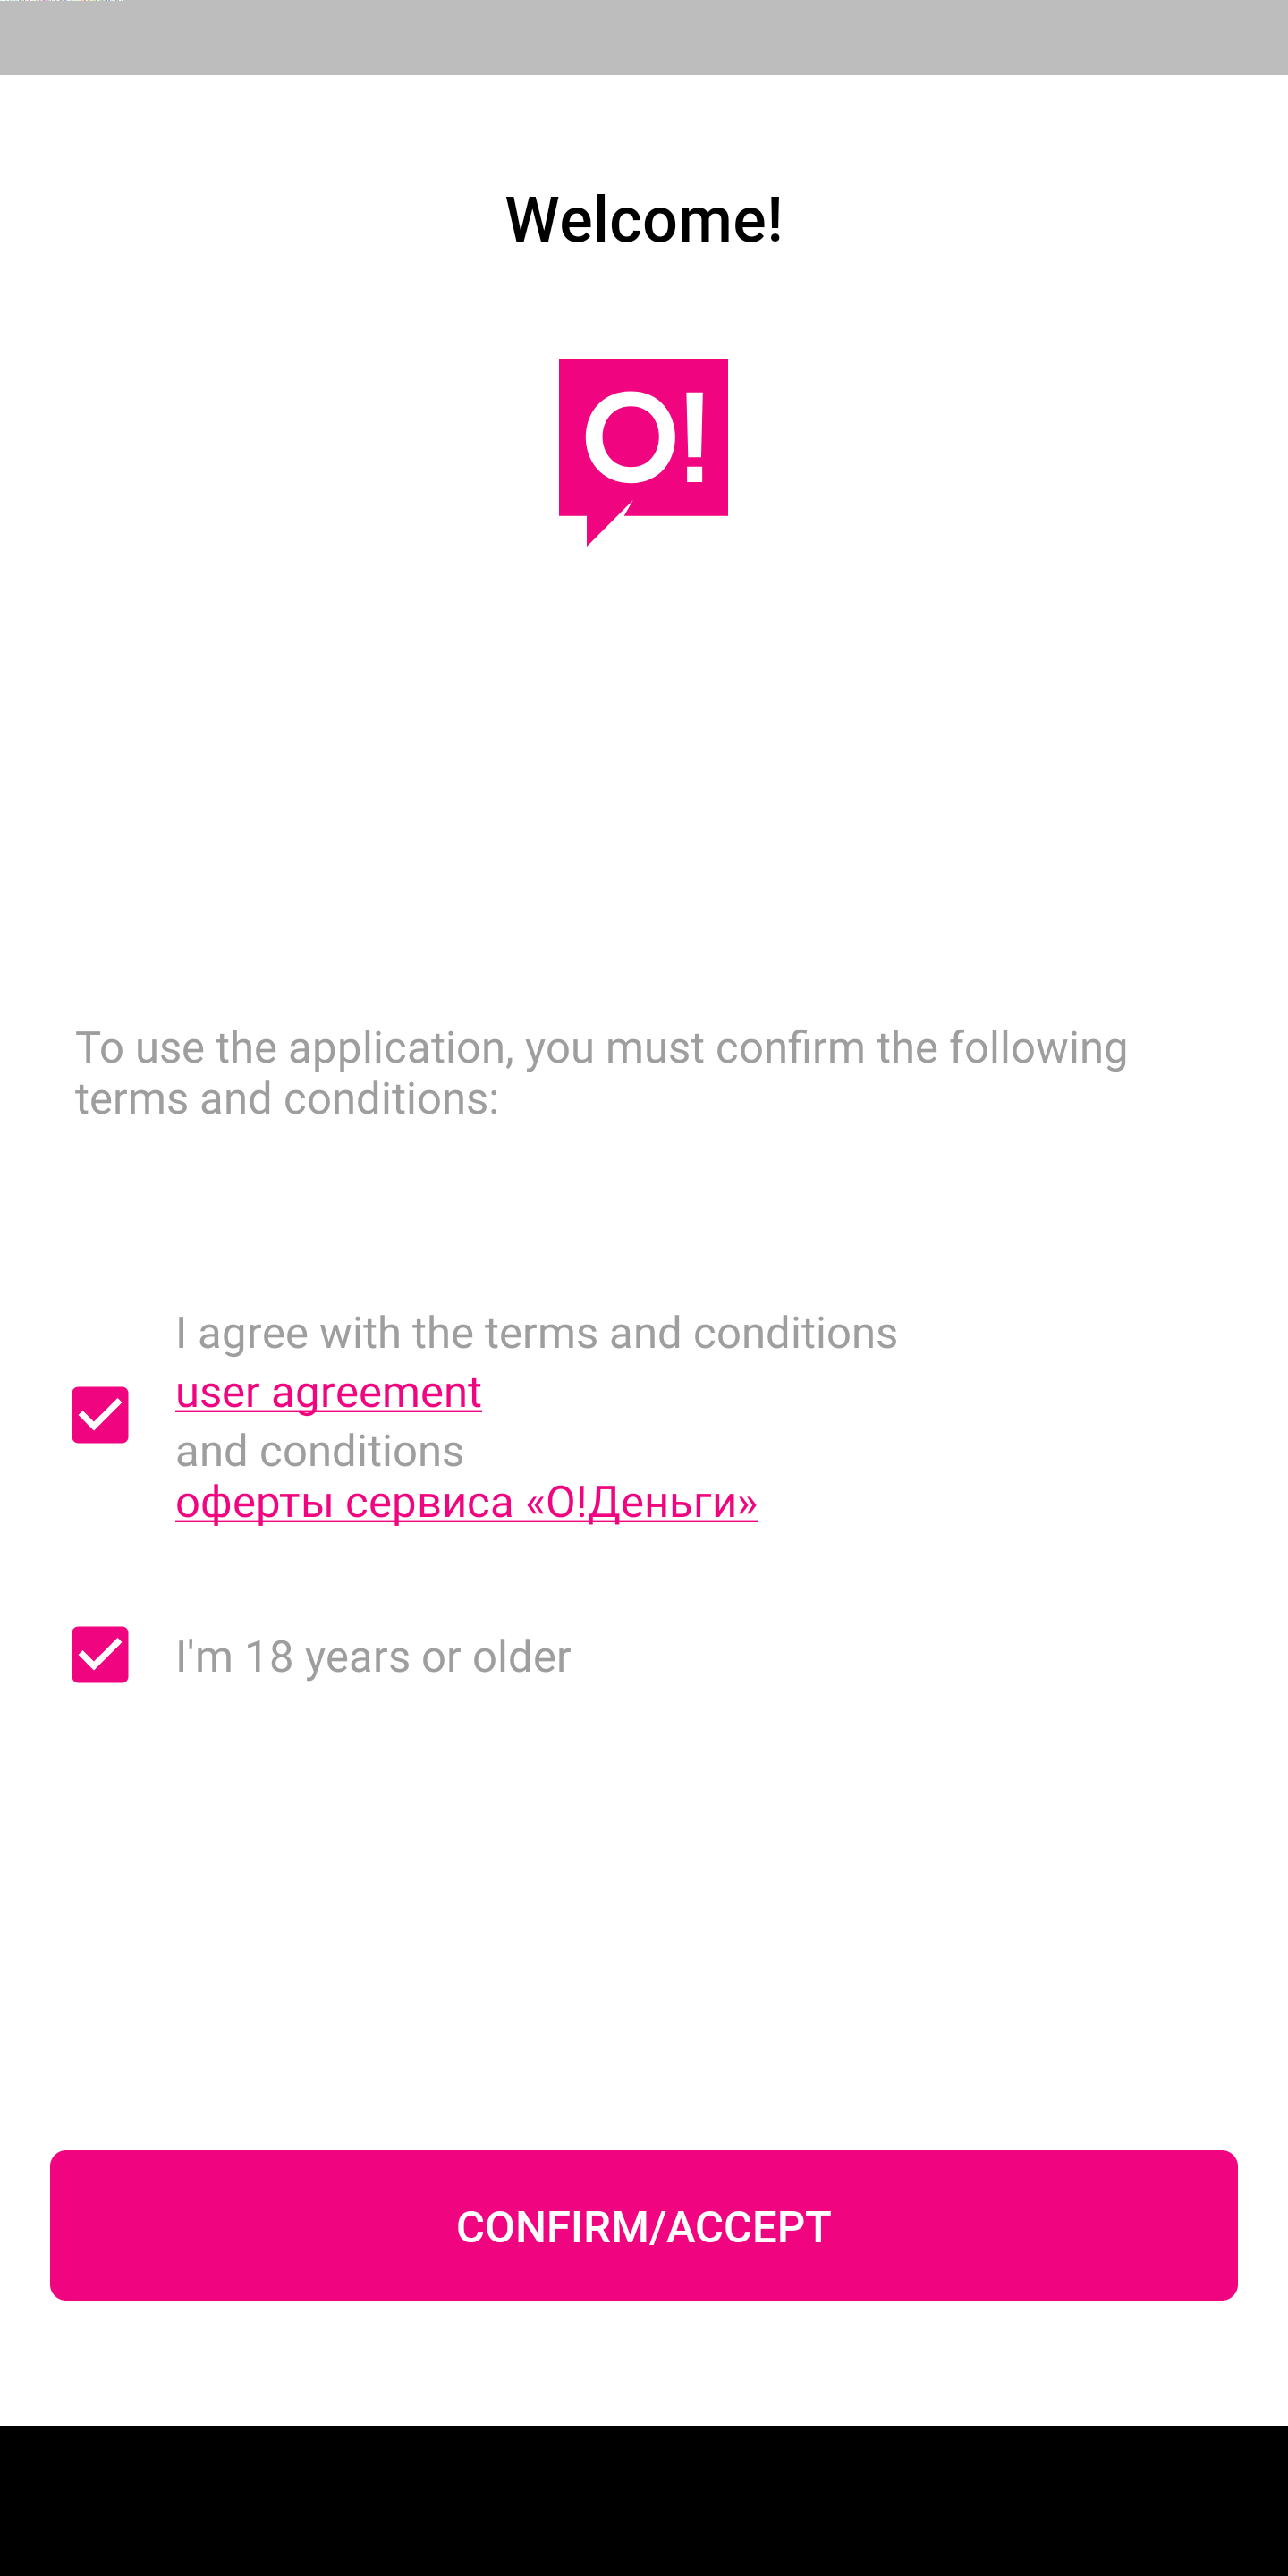 Welcome!
O!
To use the application, you must confirm the following
terms and conditions:
I agree with the terms and conditions
user agreement
and conditions
оферты сервиса «О!Деньги»
I'm 18 years or older
CONFIRM/ACCEPT